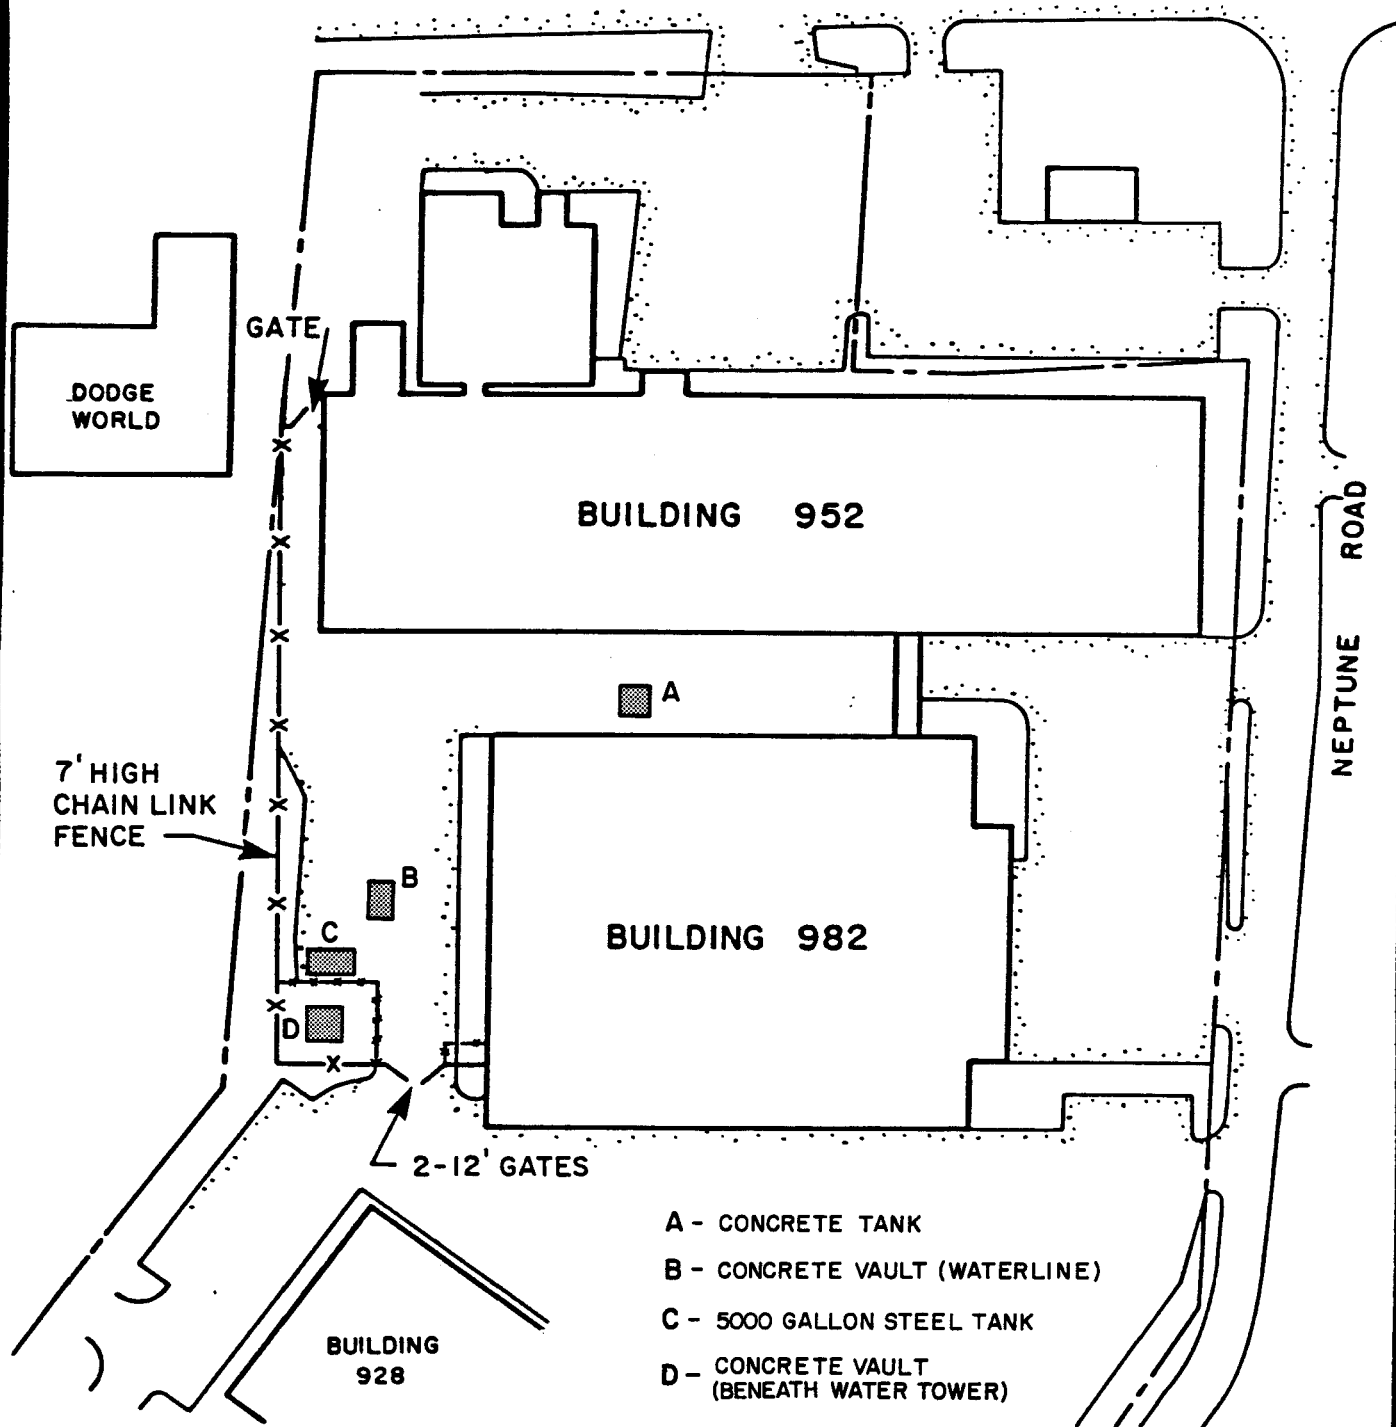 GATE
DODGE
WORLD
BUILDING 952
NEPTUNE ROAD
A
7' HIGH
CHAIN LINK
FENCE
B
C
BUILDING 982
D
2-12' GATES
A - CONCRETE TANK
B - CONCRETE VAULT (WATERLINE)
C - 5000 GALLON STEEL TANK
D - CONCRETE VAULT
(BENEATH WATER TOWER)
BUILDING
928